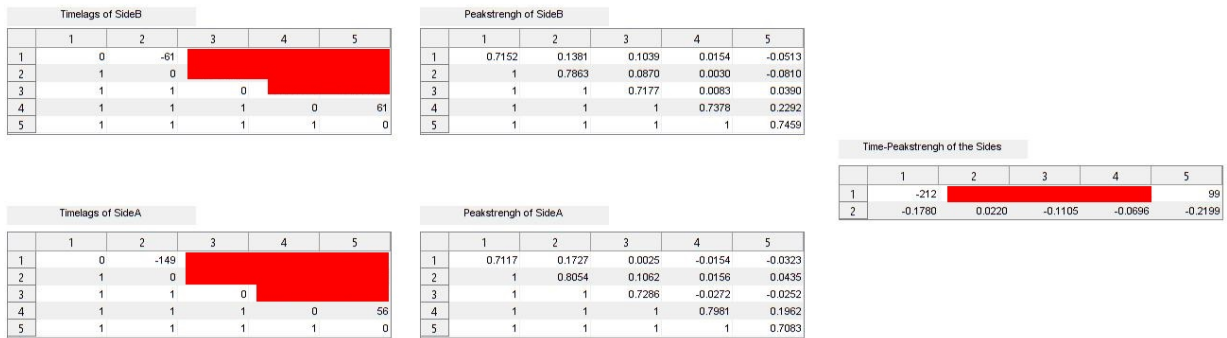 Timelags of SideB
1 2 3 4 5
1 0 -61
2 1 0
3 1 1 0
4 1 1 1 0 61
5 1 1 1 1 0
Peakstrengh of SideB
1 2 3 4 5
1 0.7152 0.1381 0.1039 0.0154 -0.0513
2 1 0.7863 0.0870 0.0030 -0.0810
3 1 1 0.7177 0.0083 0.0390
4 1 1 1 0.7378 0.2292
5 1 1 1 1 0.7459
Time-Peakstrengh of the Sides
1 2 3 4 5
1 -212 99
2 -0.1780 0.0220 -0.1105 -0.0696 -0.2199
Timelags of SideA
1 2 3 4 5
1 0 -149
2 1 0
3 1 1 0
4 1 1 1 0 56
5 1 1 1 1 0
Peakstrengh of SideA
1 2 3 4 5
1 0.7117 0.1727 0.0025 -0.0154 -0.0323
2 1 0.8054 0.1062 0.0156 0.0435
3 1 1 0.7286 -0.0272 -0.0252
4 1 1 1 0.7981 0.1962
5 1 1 1 1 0.7083